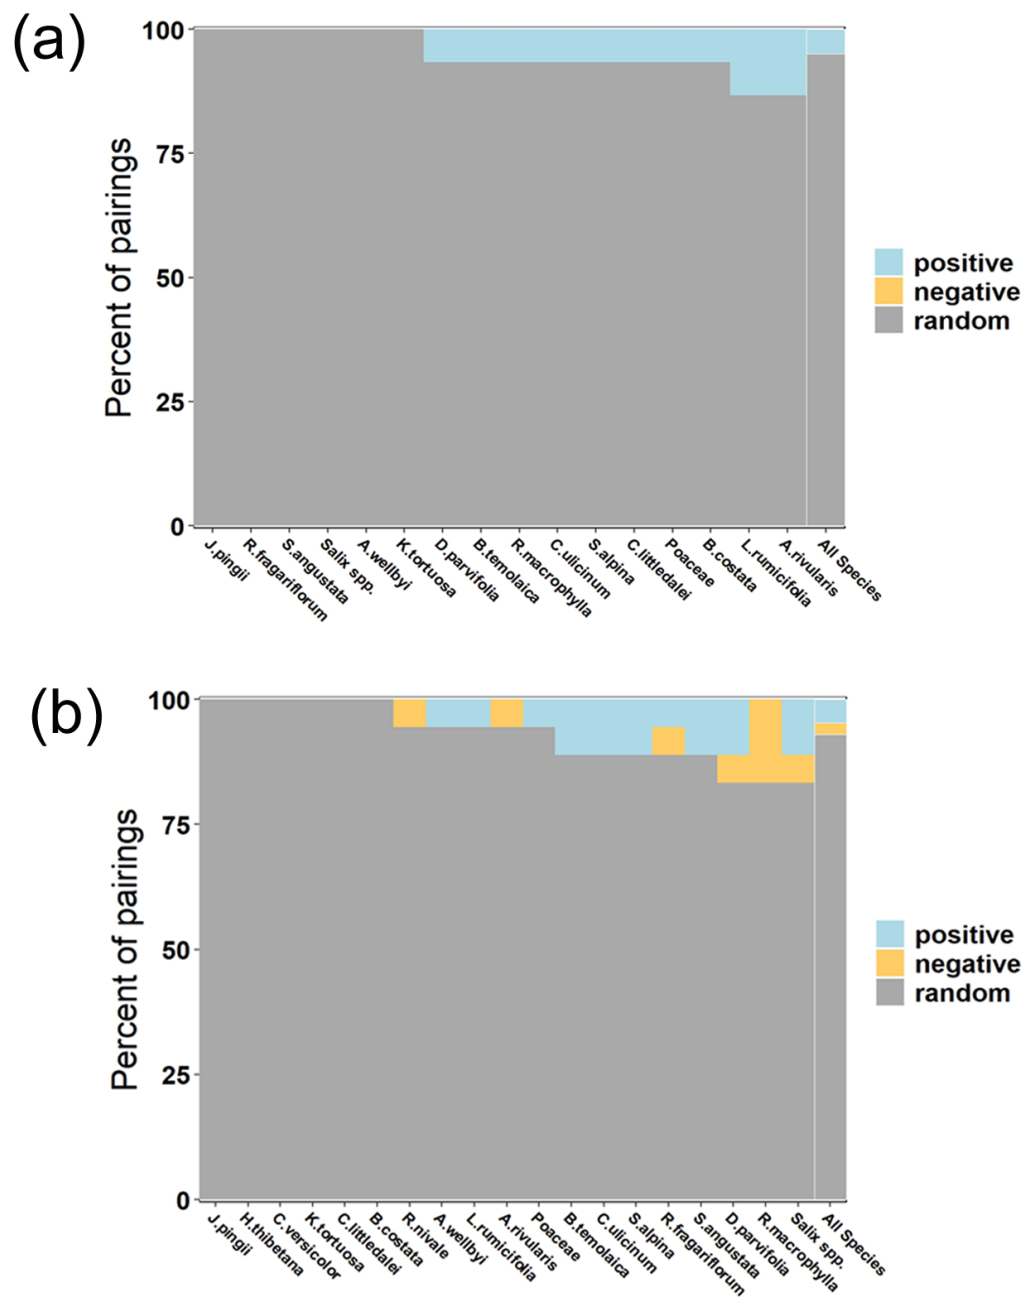 (a)
Percent of pairings
100
75
50
25
0
J.pingii
R.fragariflorum
S.angustata
Salix spp.
A.wellbyi
K.tortuosa
D.parvifolia
B.temolaica
R.macrophylla
C.ulicinum
S.alpina
C.littledalei
Poaceae
B.costata
L.rumicifolia
A.rivularis
All Species
positive
negative
random
(b)
Percent of pairings
100
75
50
25
0
J.pingii
H.thibetana
C.versicolor
K.tortuosa
C.littledalei
B.costata
R.nivale
A.wellbyi
L.rumicifolia
A.rivularis
Poaceae
B.temolaica
C.ulicinum
S.alpina
R.fragariflorum
S.angustata
D.parvifolia
R.macrophylla
Salix spp.
All Species
positive
negative
random